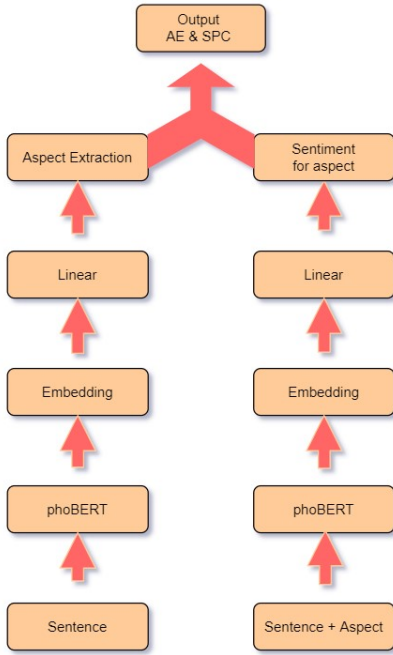 Output
AE & SPC
Aspect Extraction
Sentiment
for aspect
Linear
Linear
Embedding
Embedding
phoBERT
phoBERT
Sentence
Sentence + Aspect